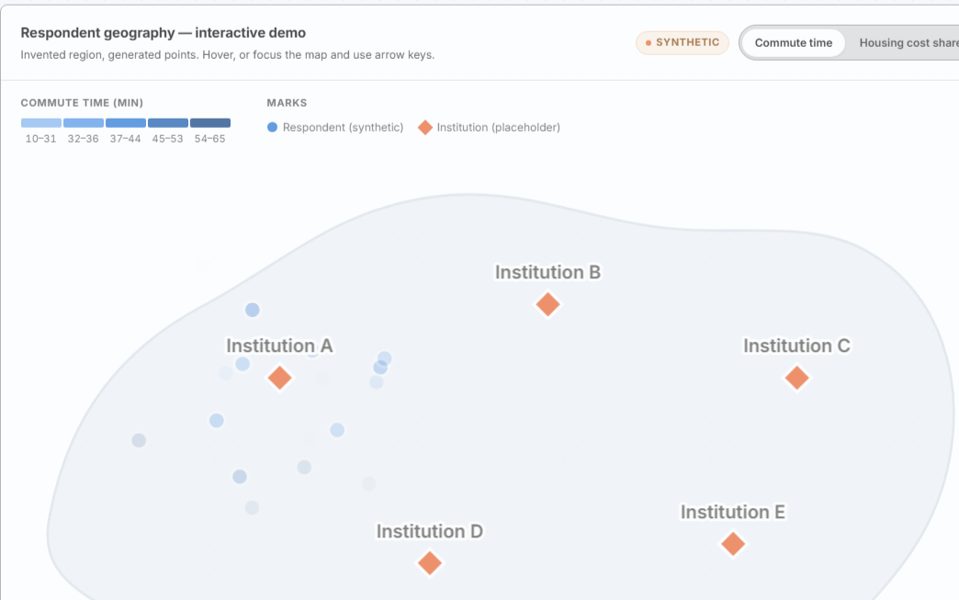 Respondent geography — interactive demo
Invented region, generated points. Hover, or focus the map and use arrow keys.
SYNTHETIC
Commute time
Housing cost share
COMMUTE TIME (MIN)
10–31 32–36 37–44 45–53 54–65
MARKS
Respondent (synthetic)
Institution (placeholder)
Institution B
Institution A
Institution C
Institution E
Institution D